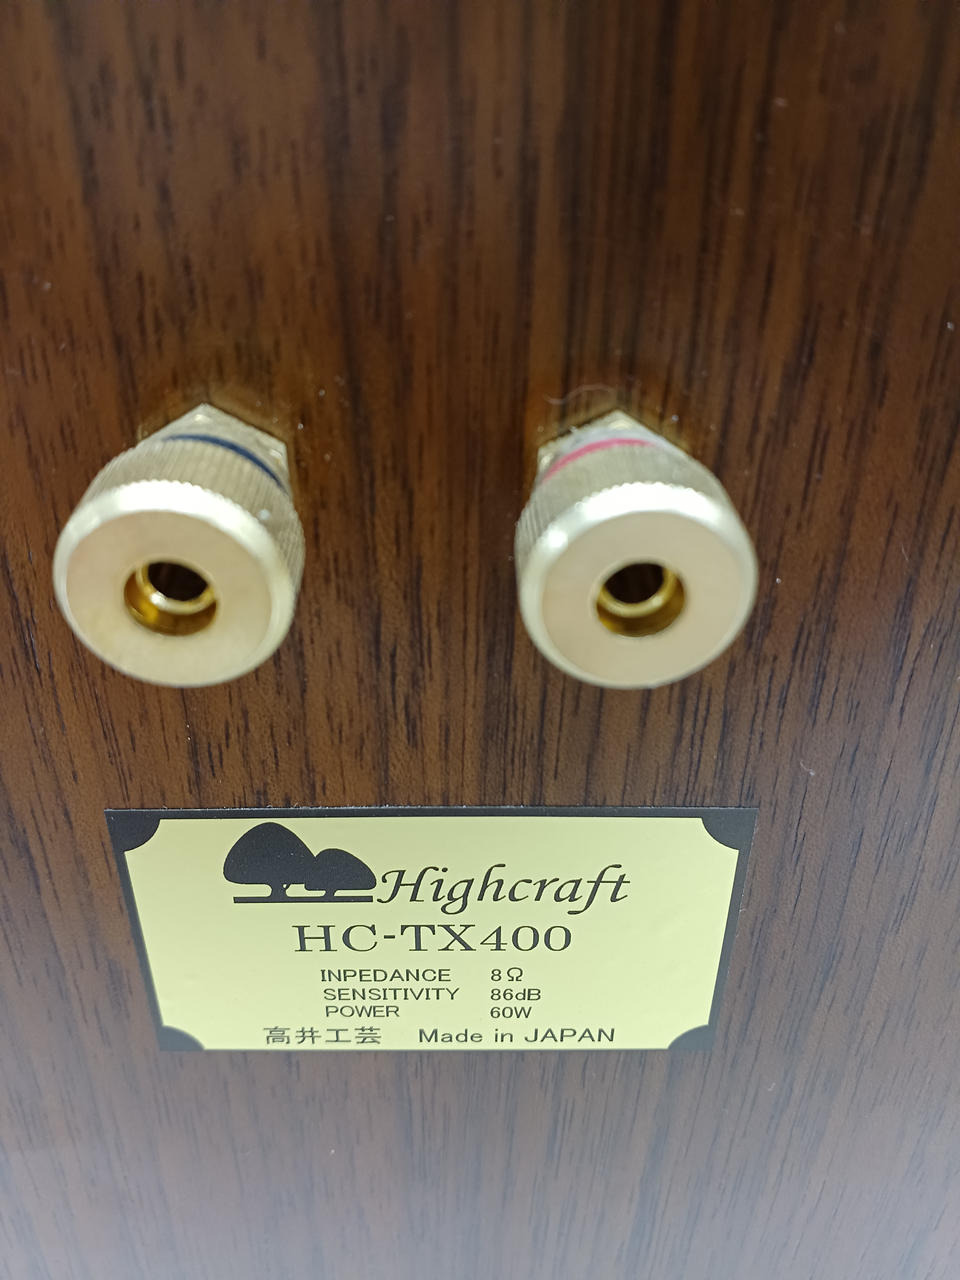 Highcraft
HC-TX400
INPEDANCE 8Ω
SENSITIVITY 86dB
POWER 60W
高井工芸 Made in JAPAN